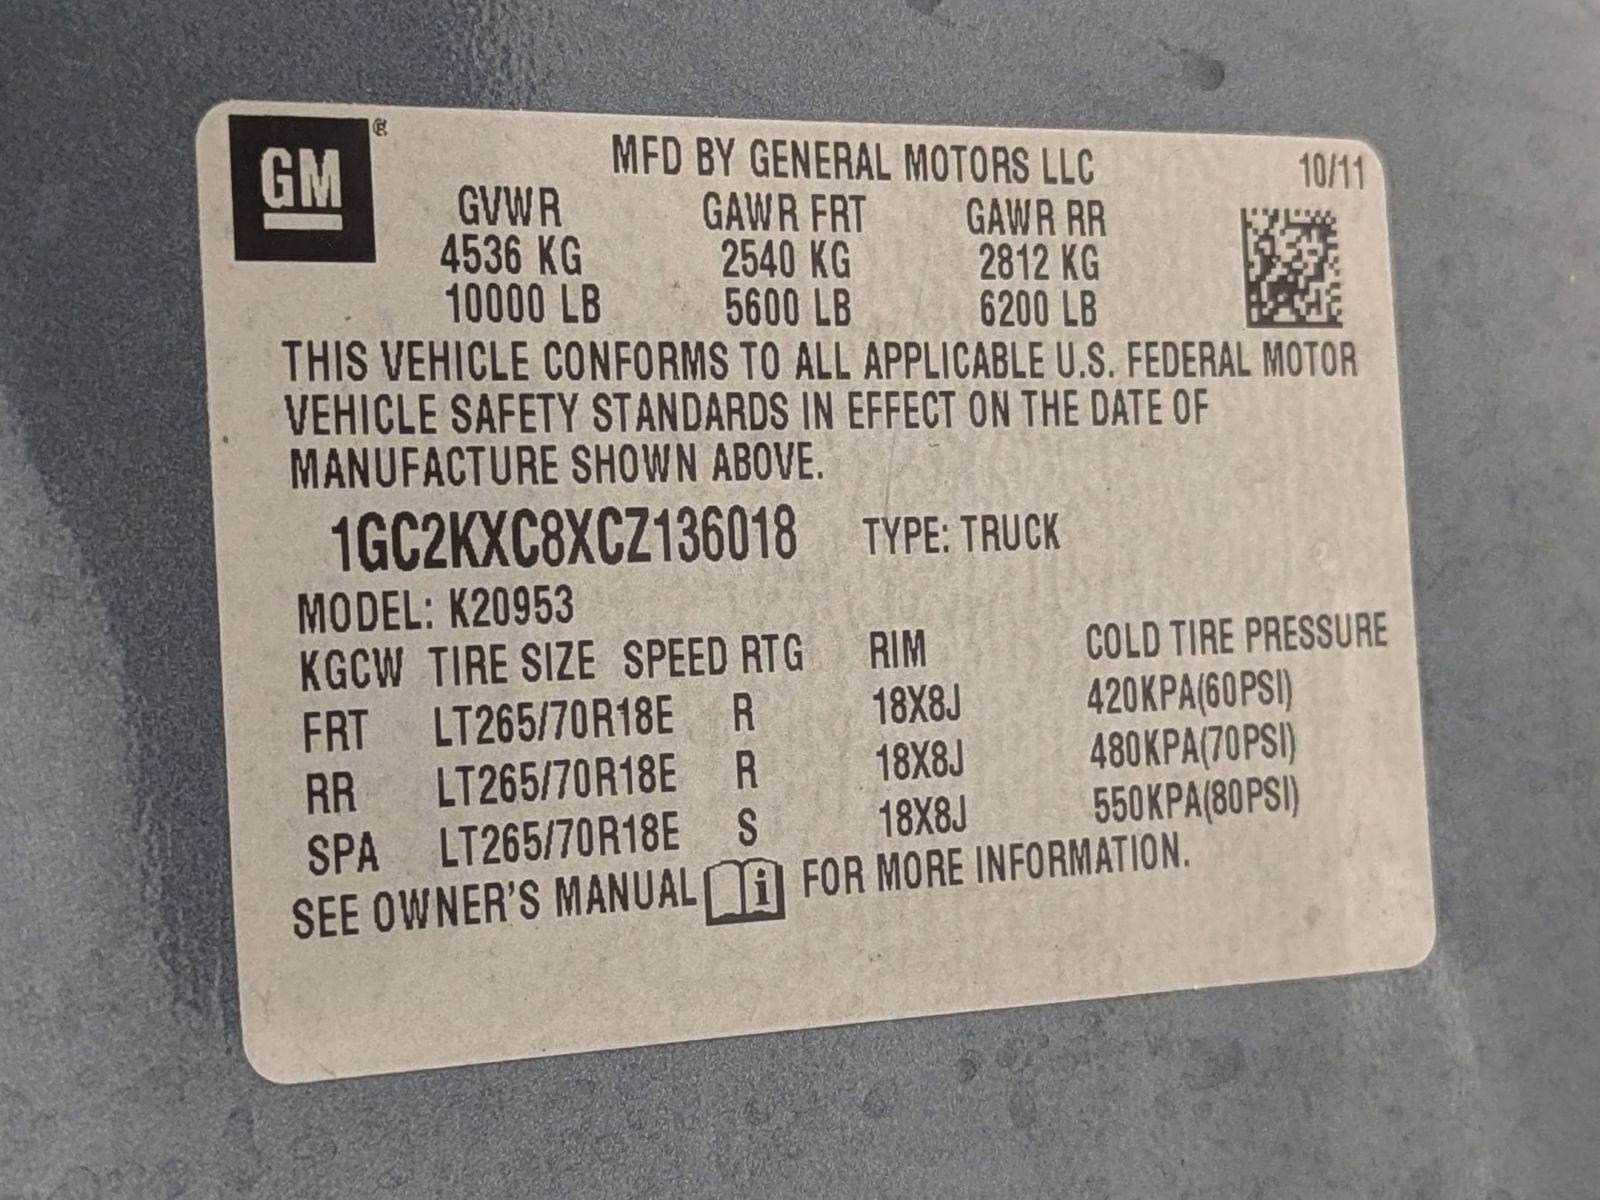 GM ®
MFD BY GENERAL MOTORS LLC 10/11
GVWR GAWR FRT GAWR RR
4536 KG 2540 KG 2812 KG
10000 LB 5600 LB 6200 LB
THIS VEHICLE CONFORMS TO ALL APPLICABLE U.S. FEDERAL MOTOR
VEHICLE SAFETY STANDARDS IN EFFECT ON THE DATE OF
MANUFACTURE SHOWN ABOVE.
1GC2KXC8XCZ136018 TYPE: TRUCK
MODEL: K20953
KGCW TIRE SIZE SPEED RTG RIM COLD TIRE PRESSURE
FRT LT265/70R18E R 18X8J 420KPA(60PSI)
RR LT265/70R18E R 18X8J 480KPA(70PSI)
SPA LT265/70R18E S 18X8J 550KPA(80PSI)
SEE OWNER'S MANUAL i FOR MORE INFORMATION.